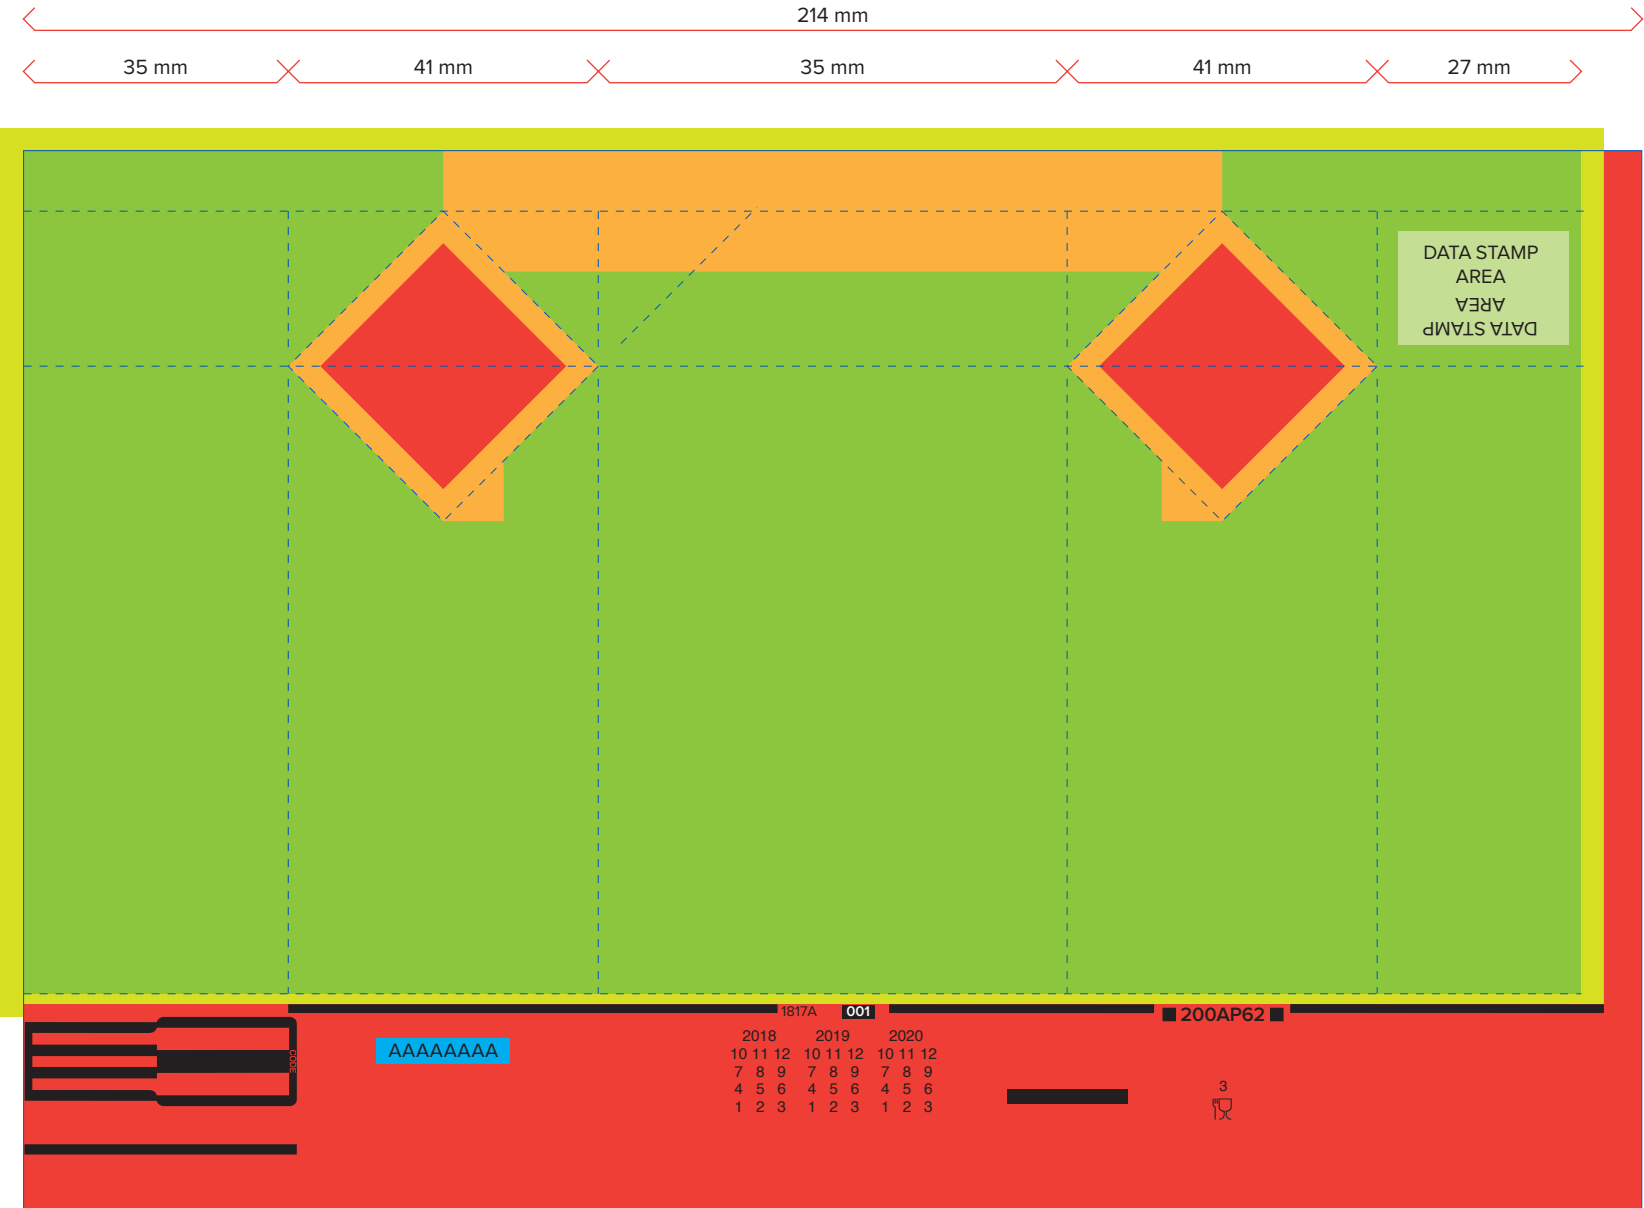 214 mm
35 mm 41 mm 35 mm 41 mm 27 mm
DATA STAMP
AREA
AREA
DATA STAMP
1817A 001
200AP62
CODE
AAAAAAAA
2018 2019 2020
10 11 12 10 11 12 10 11 12
7 8 9 7 8 9 7 8 9
4 5 6 4 5 6 4 5 6
1 2 3 1 2 3 1 2 3
3